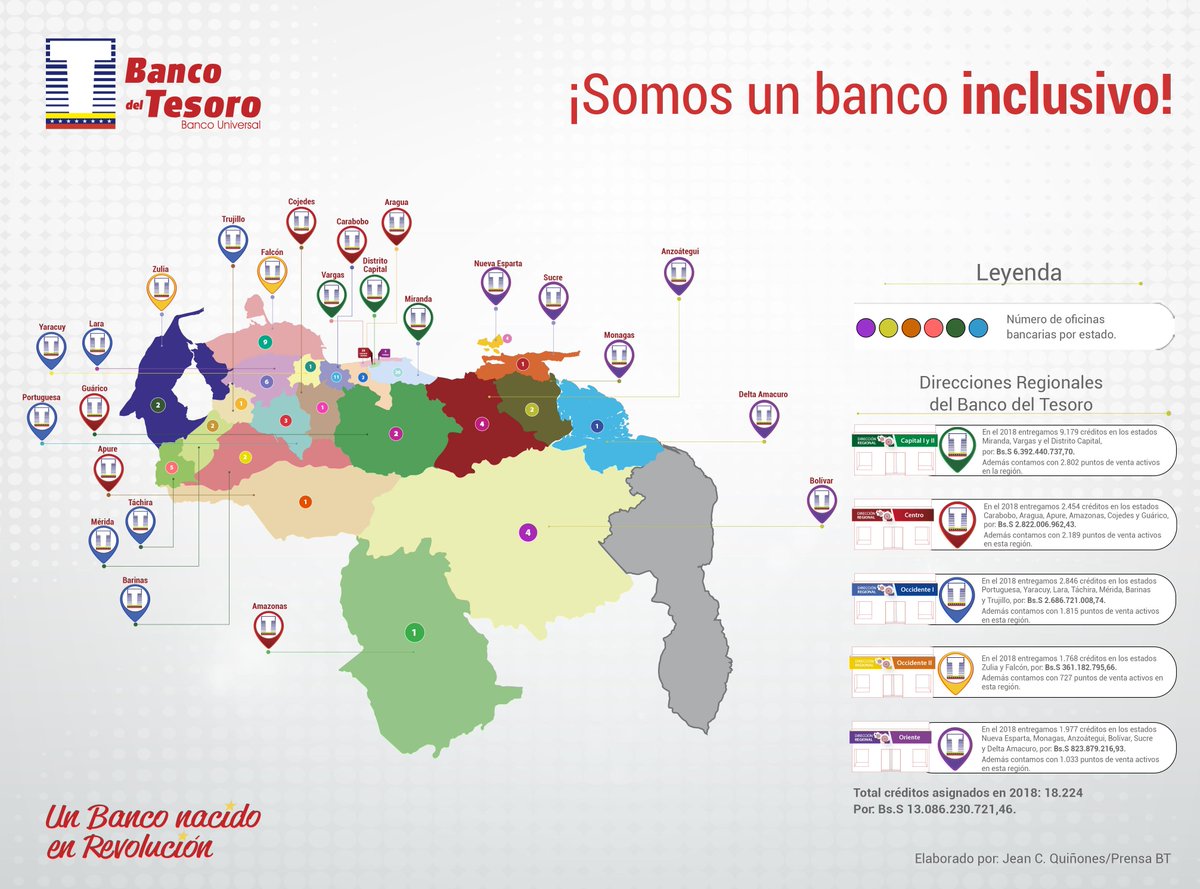 Banco
del Tesoro
Banco Universal
¡Somos un banco inclusivo!
Cojedes
Aragua
Trujillo
Carabobo
Falcón
Distrito
Capital
Vargas
Zulia
Miranda
Nueva Esparta
Sucre
Anzoátegui
Monagas
Yaracuy
Lara
Guárico
Portuguesa
Apure
Táchira
Mérida
Barinas
Amazonas
Delta Amacuro
Bolívar
9
1
6
11
2
1
2
1
2
3
1
2
5
2
4
1
2
1
1
4
1
Leyenda
Número de oficinas
bancarias por estado.
Direcciones Regionales
del Banco del Tesoro
DIRECCIÓN
REGIONAL
Capital I y II
En el 2018 entregamos 9.179 créditos en los estados
Miranda, Vargas y el Distrito Capital,
por: Bs.S 6.392.440.737,70.
Además contamos con 2.802 puntos de venta activos
en la región.
DIRECCIÓN
REGIONAL
Centro
En el 2018 entregamos 2.454 créditos en los estados
Carabobo, Aragua, Apure, Amazonas, Cojedes y Guárico,
por: Bs.S 2.822.006.962,43.
Además contamos con 2.189 puntos de venta activos
en esta región.
DIRECCIÓN
REGIONAL
Occidente I
En el 2018 entregamos 2.846 créditos en los estados
Portuguesa, Yaracuy, Lara, Táchira, Mérida, Barinas
y Trujillo, por: Bs.S 2.686.721.008,74.
Además contamos con 1.815 puntos de venta activos
en esta región.
DIRECCIÓN
REGIONAL
Occidente II
En el 2018 entregamos 1.768 créditos en los estados
Zulia y Falcón, por: Bs.S 361.182.795,66.
Además contamos con 727 puntos de venta activos en
esta región.
DIRECCIÓN
REGIONAL
Oriente
En el 2018 entregamos 1.977 créditos en los estados
Nueva Esparta, Monagas, Anzoátegui, Bolívar, Sucre
y Delta Amacuro, por: Bs.S 823.879.216,93.
Además contamos con 1.033 puntos de venta activos
en esta región.
Total créditos asignados en 2018: 18.224
Por: Bs.S 13.086.230.721,46.
Un Banco nacido
en Revolución
Elaborado por: Jean C. Quiñones/Prensa BT